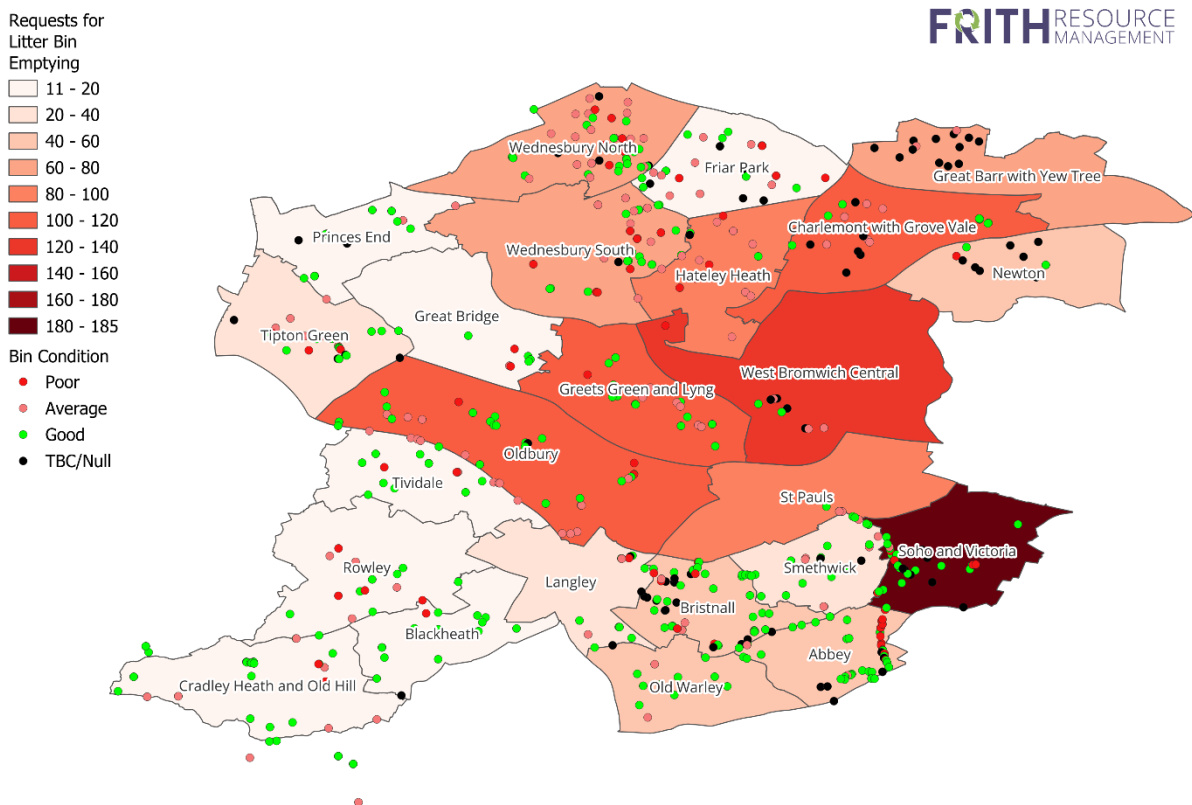 Requests for
Litter Bin
Emptying
11 - 20
20 - 40
40 - 60
60 - 80
80 - 100
100 - 120
120 - 140
140 - 160
160 - 180
180 - 185
Bin Condition
Poor
Average
Good
TBC/Null
FRITH RESOURCE
MANAGEMENT
Wednesbury North
Friar Park
Great Barr with Yew Tree
Princes End
Wednesbury South
Charlemont with Grove Vale
Hateley Heath
Newton
Tipton Green
Great Bridge
Greets Green and Lyng
West Bromwich Central
Oldbury
Tividale
St Pauls
Rowley
Langley
Smethwick
Soho and Victoria
Bristnall
Blackheath
Abbey
Cradley Heath and Old Hill
Old Warley